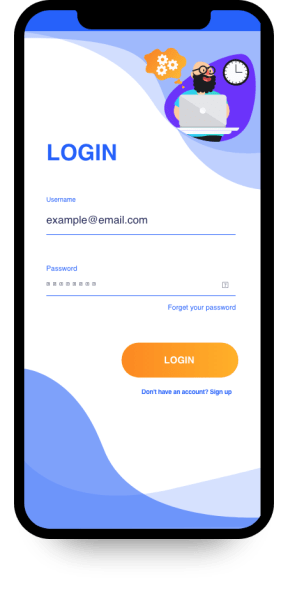 LOGIN
Username
example@email.com
Password
Forget your password
LOGIN
Don't have an account? Sign up